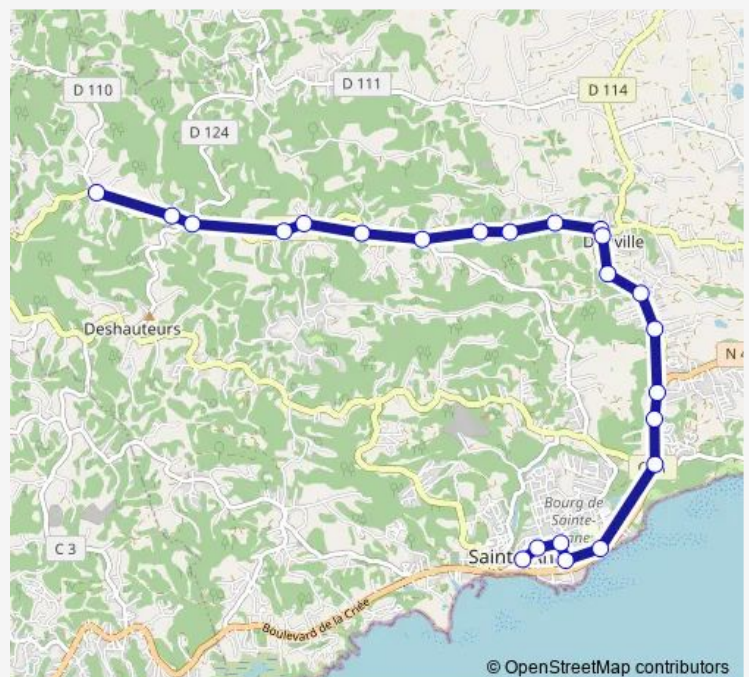 D 110
D 111
D 114
D 124
Deshauteurs
N 4
Bourg de
Sainte-
C 3
Boulevard de la Criée
© OpenStreetMap contributors